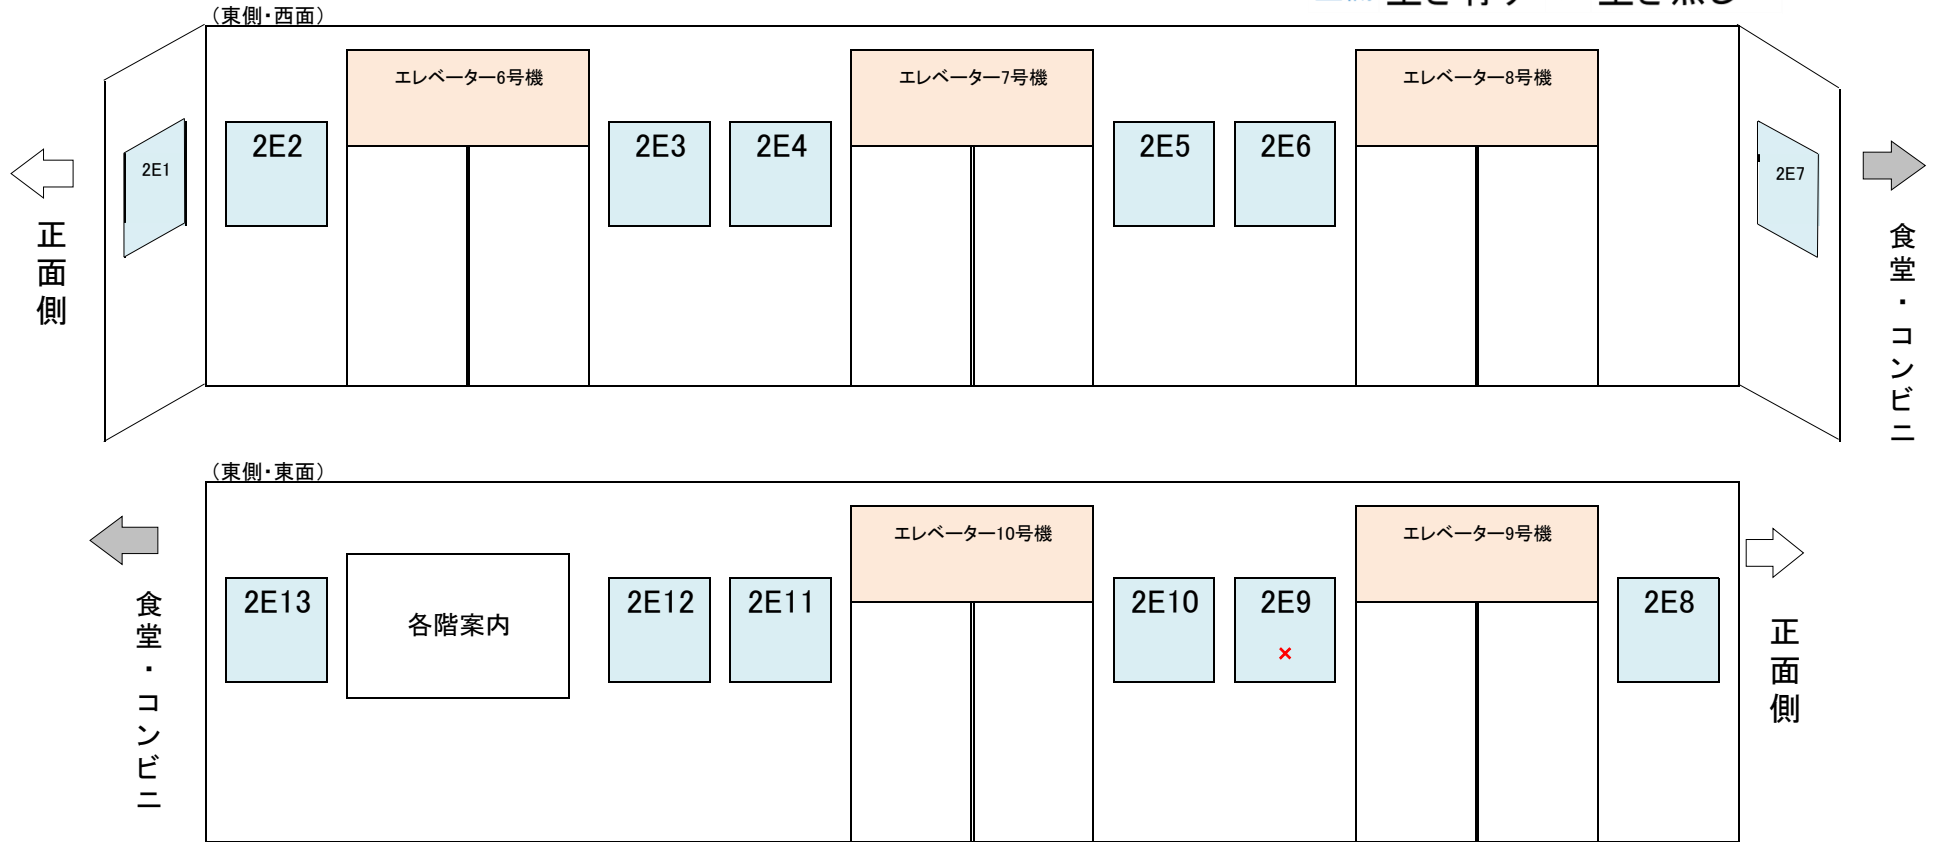 (東側・西面)
エレベーター6号機
エレベーター7号機
エレベーター8号機
2E1
2E2
2E3
2E4
2E5
2E6
2E7
正面側
食堂・コンビニ
(東側・東面)
エレベーター10号機
エレベーター9号機
2E13
各階案内
2E12
2E11
2E10
2E9
×
2E8
食堂・コンビニ
正面側